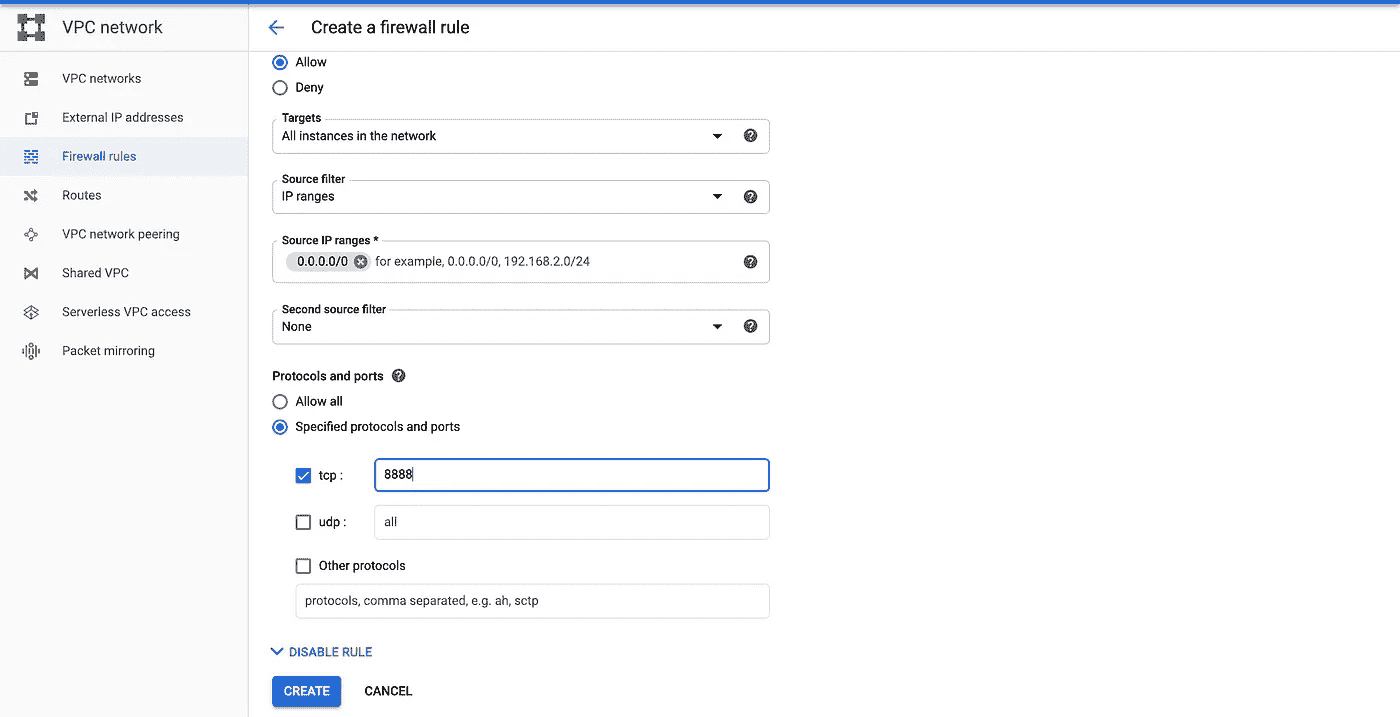 VPC network
Create a firewall rule
VPC networks
External IP addresses
Firewall rules
Routes
VPC network peering
Shared VPC
Serverless VPC access
Packet mirroring
Allow
Deny
Targets
All instances in the network
Source filter
IP ranges
Source IP ranges *
0.0.0.0/0 for example, 0.0.0.0/0, 192.168.2.0/24
Second source filter
None
Protocols and ports
Allow all
Specified protocols and ports
tcp : 8888
udp : all
Other protocols
protocols, comma separated, e.g. ah, sctp
DISABLE RULE
CREATE CANCEL